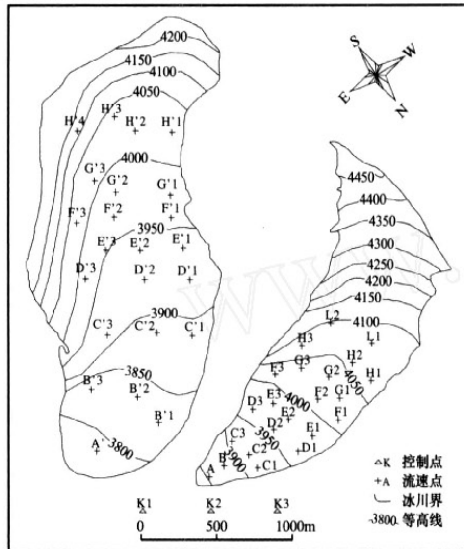 4200
4150
4100
4050
H'4
H'3
H'2
H'1
4000
G'3
G'2
G'1
F'3
F'2
F'1
3950
E'3
E'2
E'1
D'3
D'2
D'1
3900
C'3
C'2
C'1
3850
B'3
B'2
B'1
A'
3800
S
W
E
N
4450
4400
4350
4300
4250
4200
4150
L2
4100
L1
H3
H2
G3
G2
4050
H1
F3
G1
4000
F2
E3
D3
F1
E2
D2
E1
C3
3950
D1
C2
B
3900
C1
A
K 控制点
A 流速点
冰川界
3800 等高线
K1
K2
K3
0
500
1000m
www.